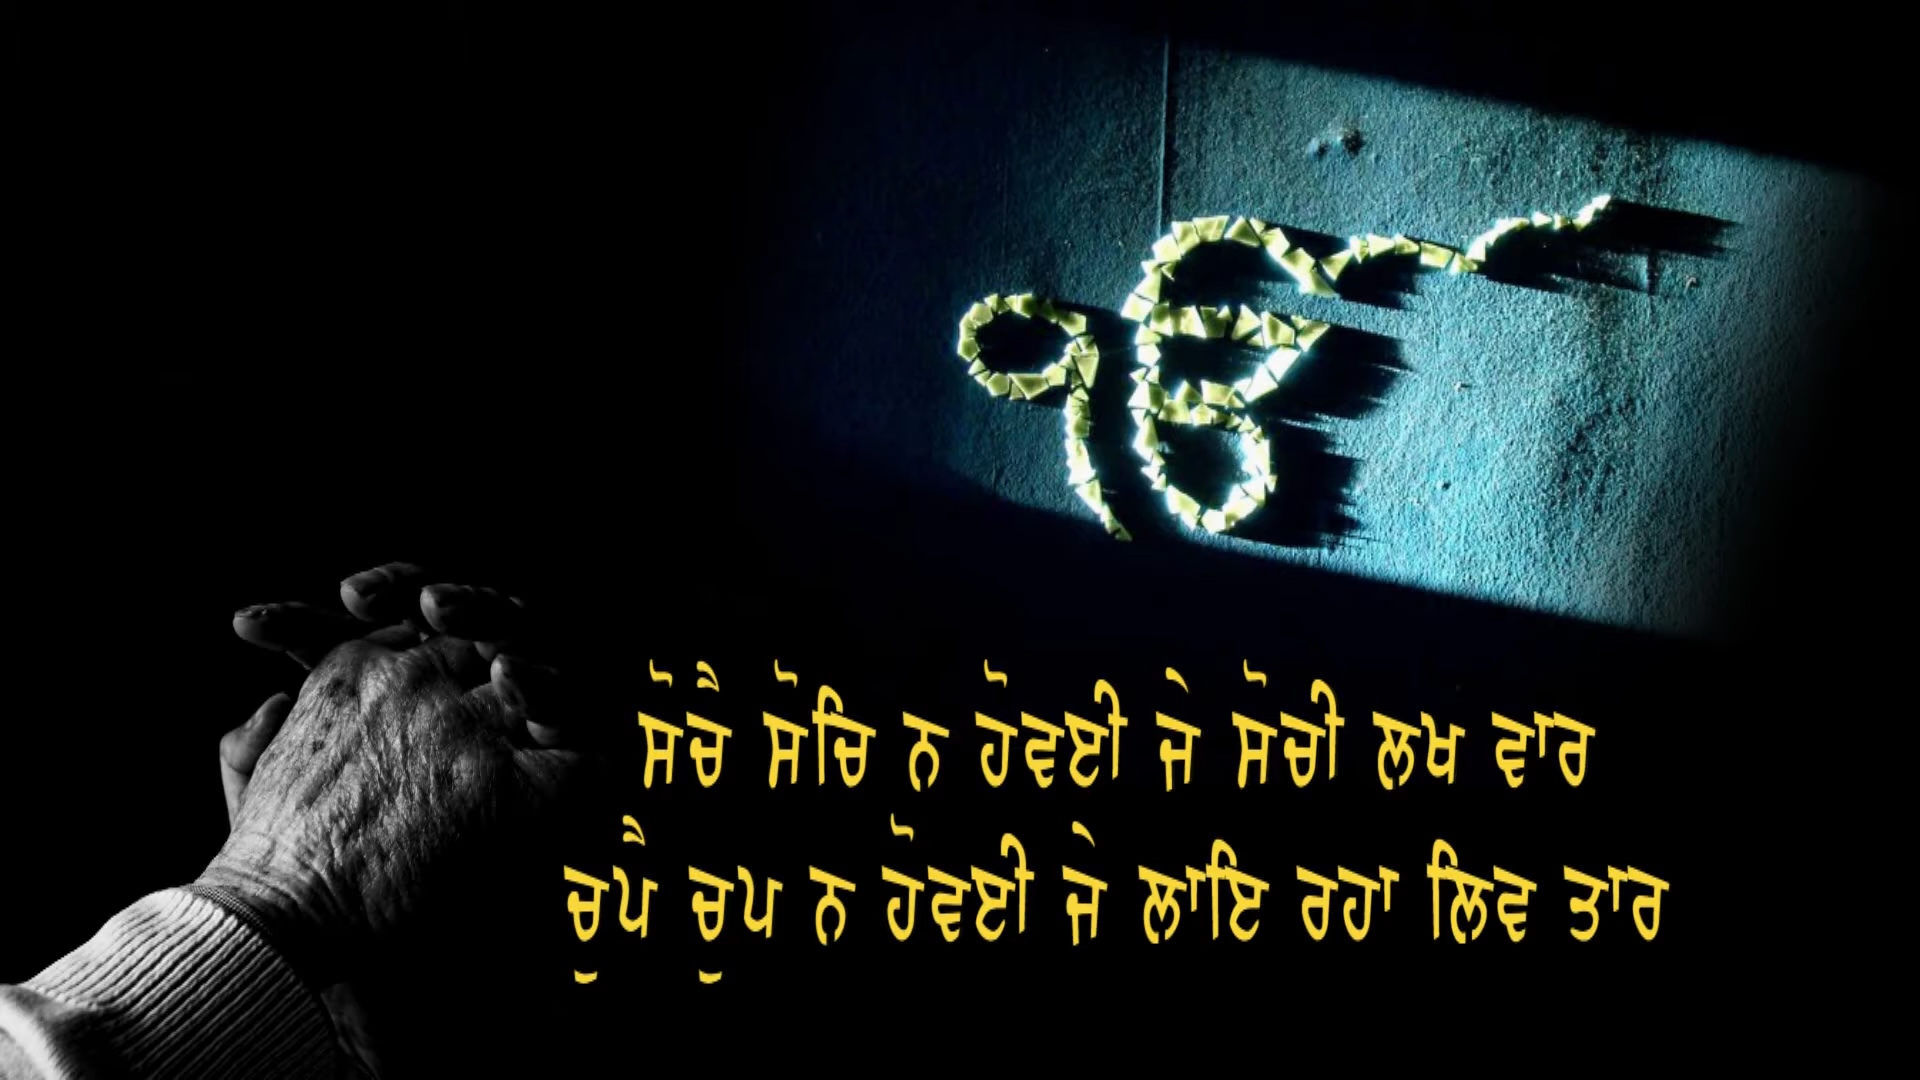 ੴ
ਸੋਚੈ ਸੋਚਿ ਨ ਹੋਵਈ ਜੇ ਸੋਚੀ ਲਖ ਵਾਰ
ਚੁਪੈ ਚੁਪ ਨ ਹੋਵਈ ਜੇ ਲਾਇ ਰਹਾ ਲਿਵ ਤਾਰ